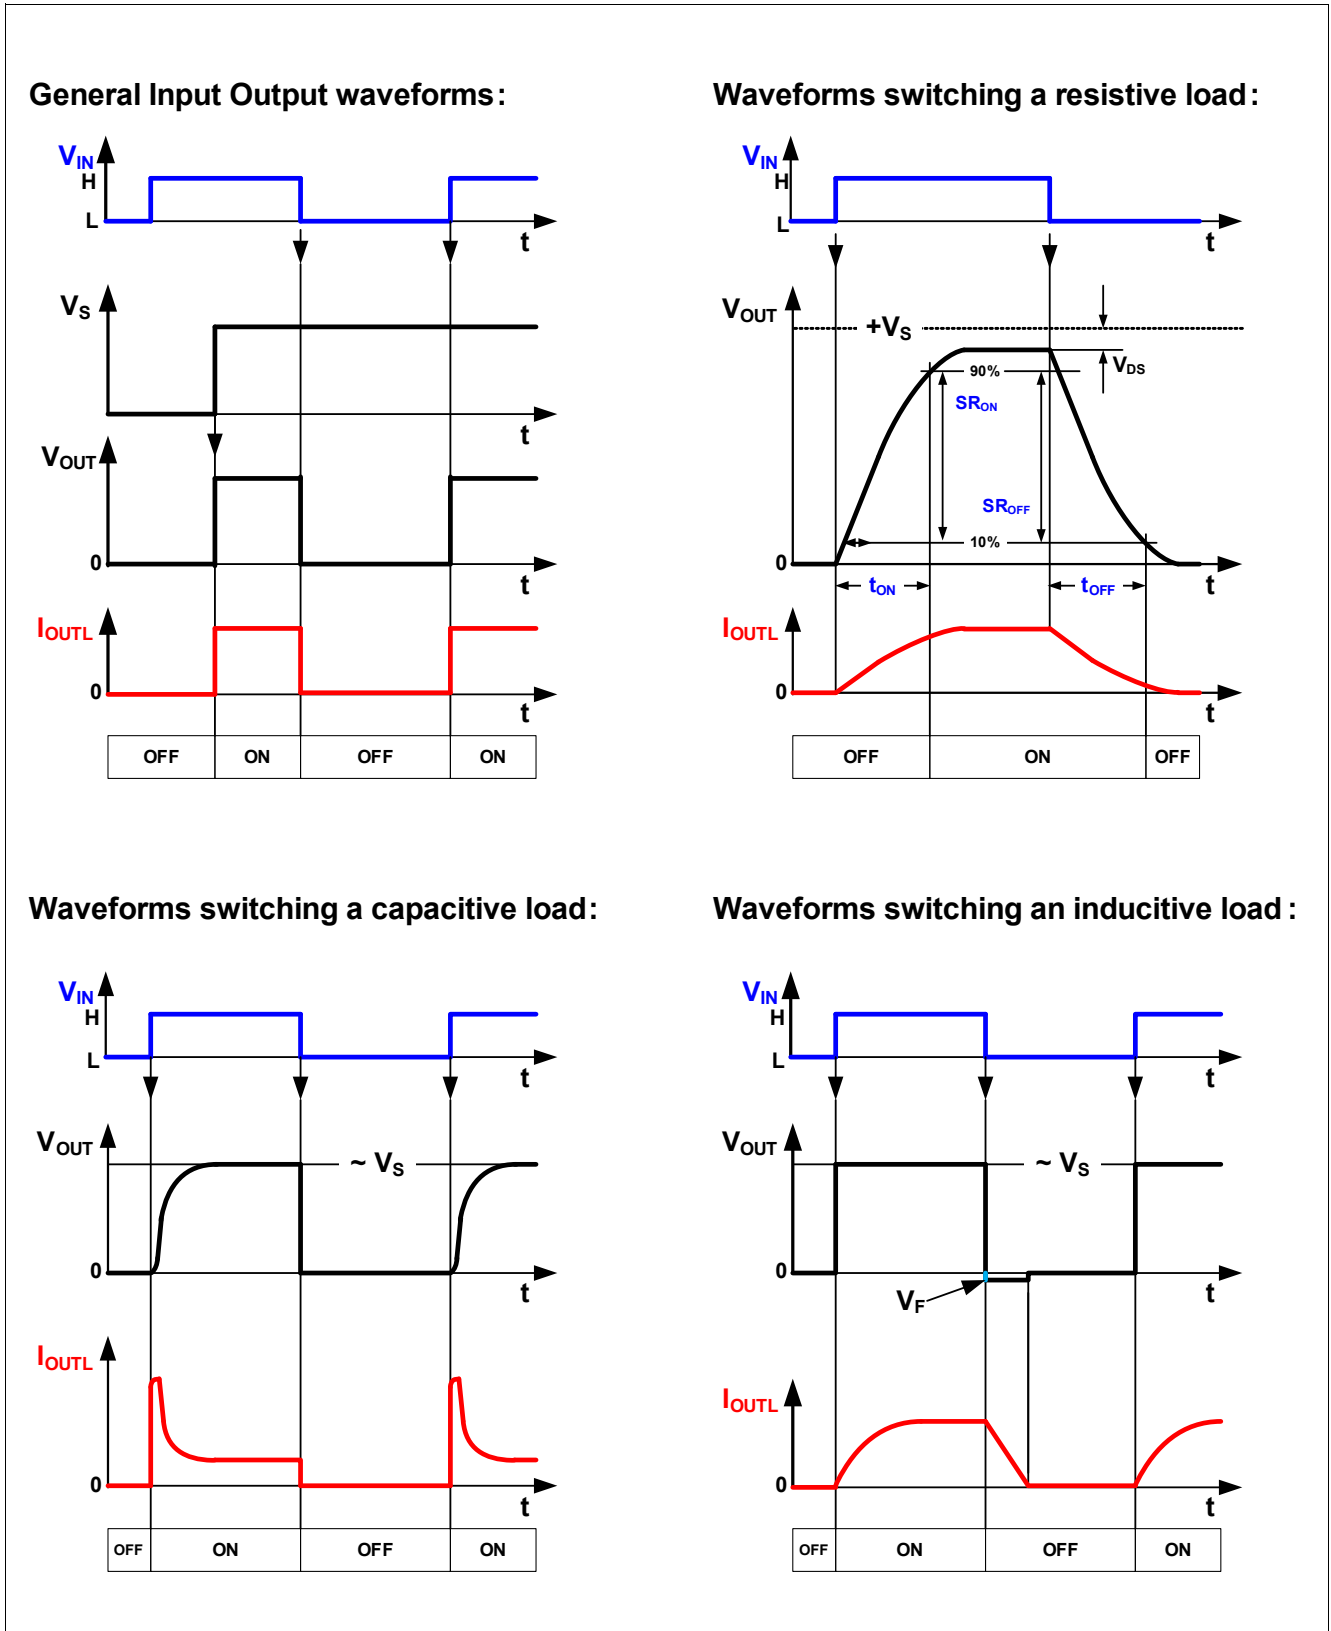 General Input Output waveforms:
VIN
H
L
t
VS
t
VOUT
0
t
IOUTL
0
t
OFF ON OFF ON
Waveforms switching a resistive load:
VIN
H
L
t
VOUT
+VS
VDS
90%
SRON
SROFF
10%
0
t
tON tOFF
IOUTL
0
t
OFF ON OFF
Waveforms switching a capacitive load:
VIN
H
L
t
VOUT
~ VS
0
t
IOUTL
0
t
OFF ON OFF ON
Waveforms switching an inducitive load :
VIN
H
L
t
VOUT
~ VS
0
t
VF
IOUTL
0
t
OFF ON OFF ON